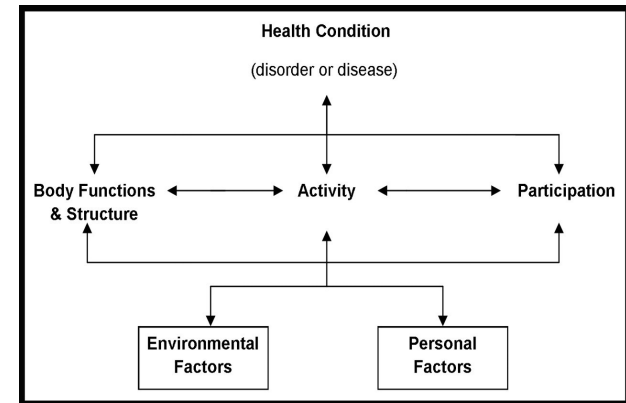 Health Condition
(disorder or disease)
Body Functions Activity Participation
& Structure
Environmental Personal
Factors Factors